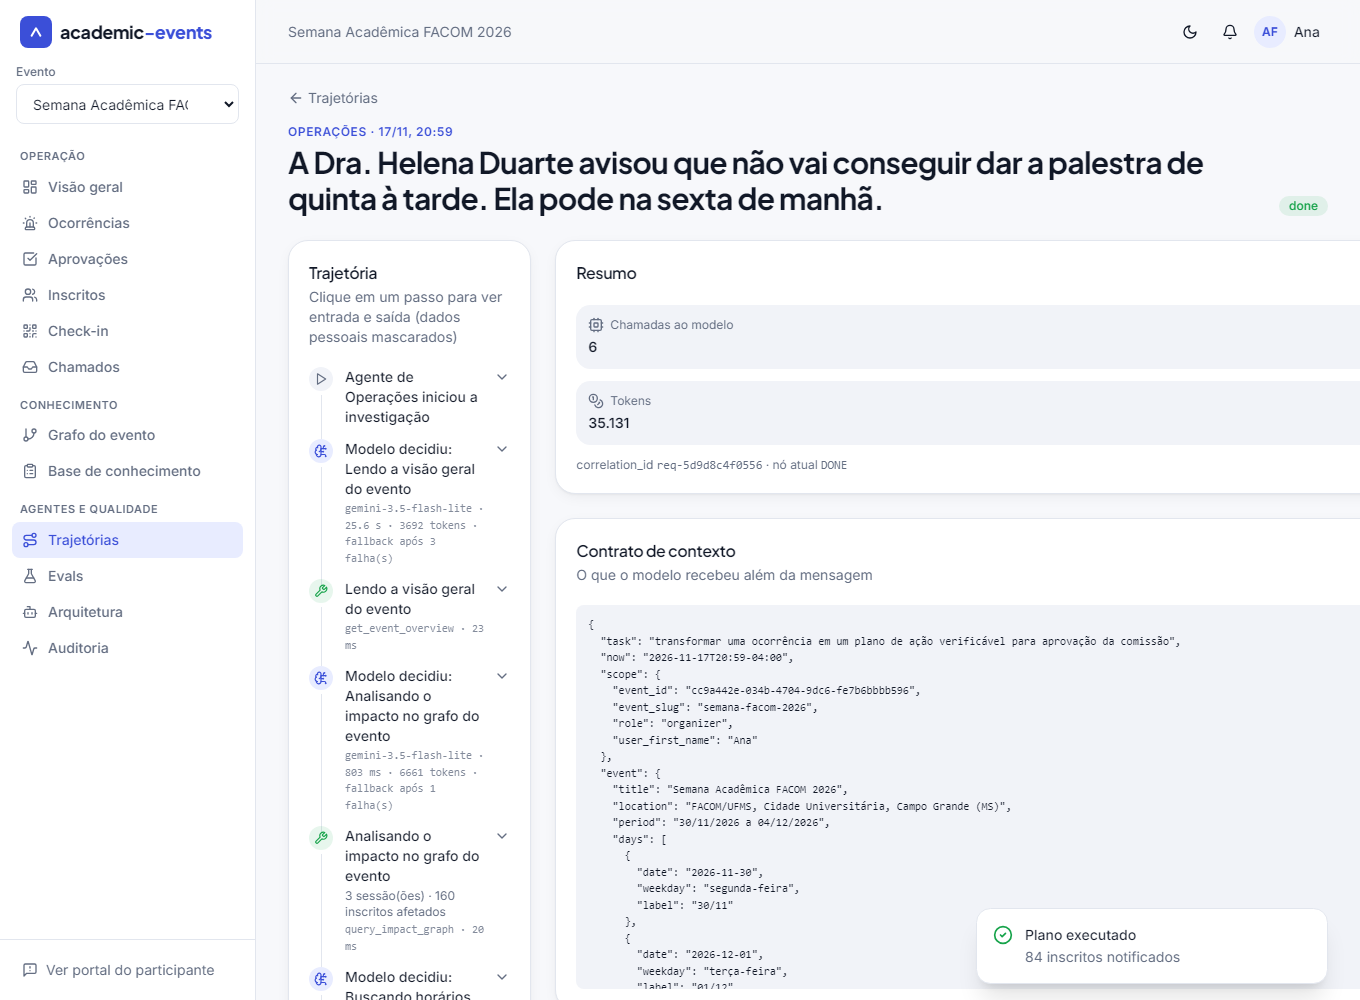 academic-events
Evento
Semana Acadêmica FAC
OPERAÇÃO
Visão geral
Ocorrências
Aprovações
Inscritos
Check-in
Chamados
CONHECIMENTO
Grafo do evento
Base de conhecimento
AGENTES E QUALIDADE
Trajetórias
Evals
Arquitetura
Auditoria
Ver portal do participante
Semana Acadêmica FACOM 2026
AF
Ana
Trajetórias
OPERAÇÕES · 17/11, 20:59
A Dra. Helena Duarte avisou que não vai conseguir dar a palestra de
quinta à tarde. Ela pode na sexta de manhã.
done
Trajetória
Clique em um passo para ver
entrada e saída (dados
pessoais mascarados)
Agente de
Operações iniciou a
investigação
Modelo decidiu:
Lendo a visão geral
do evento
gemini-3.5-flash-lite ·
25.6 s · 3692 tokens ·
fallback após 3
falha(s)
Lendo a visão geral
do evento
get_event_overview · 23
ms
Modelo decidiu:
Analisando o
impacto no grafo do
evento
gemini-3.5-flash-lite ·
803 ms · 6661 tokens ·
fallback após 1
falha(s)
Analisando o
impacto no grafo do
evento
3 sessão(ões) · 160
inscritos afetados
query_impact_graph · 20
ms
Modelo decidiu:
Buscando horários
Resumo
Chamadas ao modelo
6
Tokens
35.131
correlation_id req-5d9d8c4f0556 · nó atual DONE
Contrato de contexto
O que o modelo recebeu além da mensagem
{
"task": "transformar uma ocorrência em um plano de ação verificável para aprovação da comissão",
"now": "2026-11-17T20:59-04:00",
"scope": {
"event_id": "cc9a442e-034b-4704-9dc6-fe7b6bbbb596",
"event_slug": "semana-facom-2026",
"role": "organizer",
"user_first_name": "Ana"
},
"event": {
"title": "Semana Acadêmica FACOM 2026",
"location": "FACOM/UFMS, Cidade Universitária, Campo Grande (MS)",
"period": "30/11/2026 a 04/12/2026",
"days": [
{
"date": "2026-11-30",
"weekday": "segunda-feira",
"label": "30/11"
},
{
"date": "2026-12-01",
"weekday": "terça-feira",
"label": "01/12"
Plano executado
84 inscritos notificados